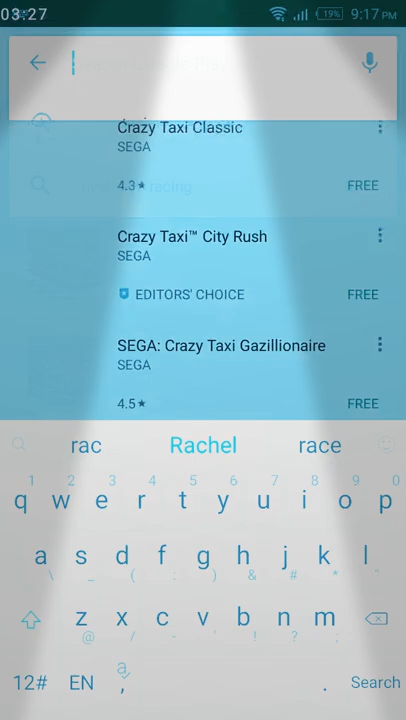 03:27 19% 9:17 PM
Crazy Taxi Classic
SEGA
4.3★ racing FREE
Crazy Taxi™ City Rush
SEGA
EDITORS' CHOICE FREE
SEGA: Crazy Taxi Gazillionaire
SEGA
4.5★ FREE
rac Rachel race
1 2 3 4 5 6 7 8 9 0
q w e r t y u i o p
a s d f g h j k l
\ _ ( : ) & # * "
z x c v b n m
@ / - ' ! ? ;
12# EN , . Search